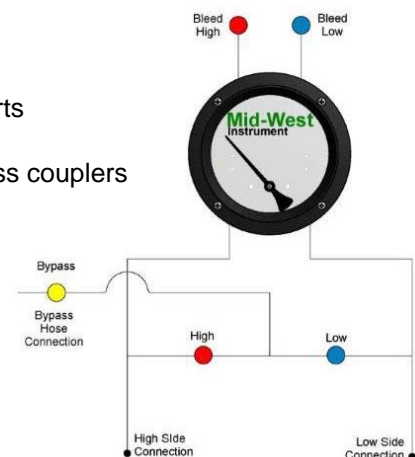 Bleed
High
Bleed
Low
rts
ss couplers
Mid-West
Instrument
Bypass
Bypass
Hose
Connection
High
Low
High SIde
Connection
Low Side
Connection